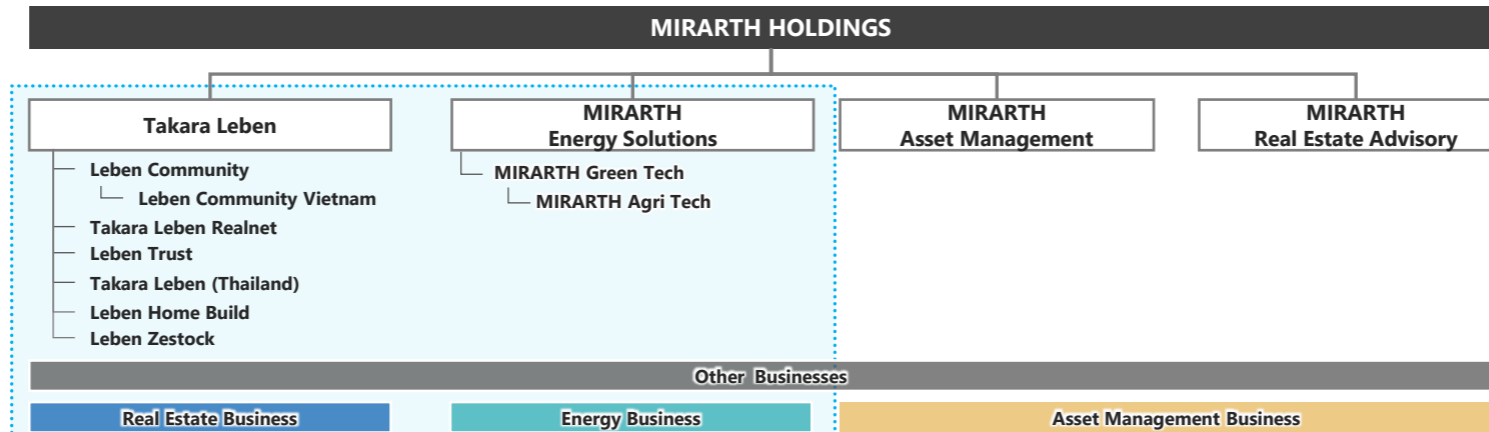 MIRARTH HOLDINGS
Takara Leben
MIRARTH
Energy Solutions
MIRARTH
Asset Management
MIRARTH
Real Estate Advisory
Leben Community
Leben Community Vietnam
Takara Leben Realnet
Leben Trust
Takara Leben (Thailand)
Leben Home Build
Leben Zestock
MIRARTH Green Tech
MIRARTH Agri Tech
Other Businesses
Real Estate Business
Energy Business
Asset Management Business